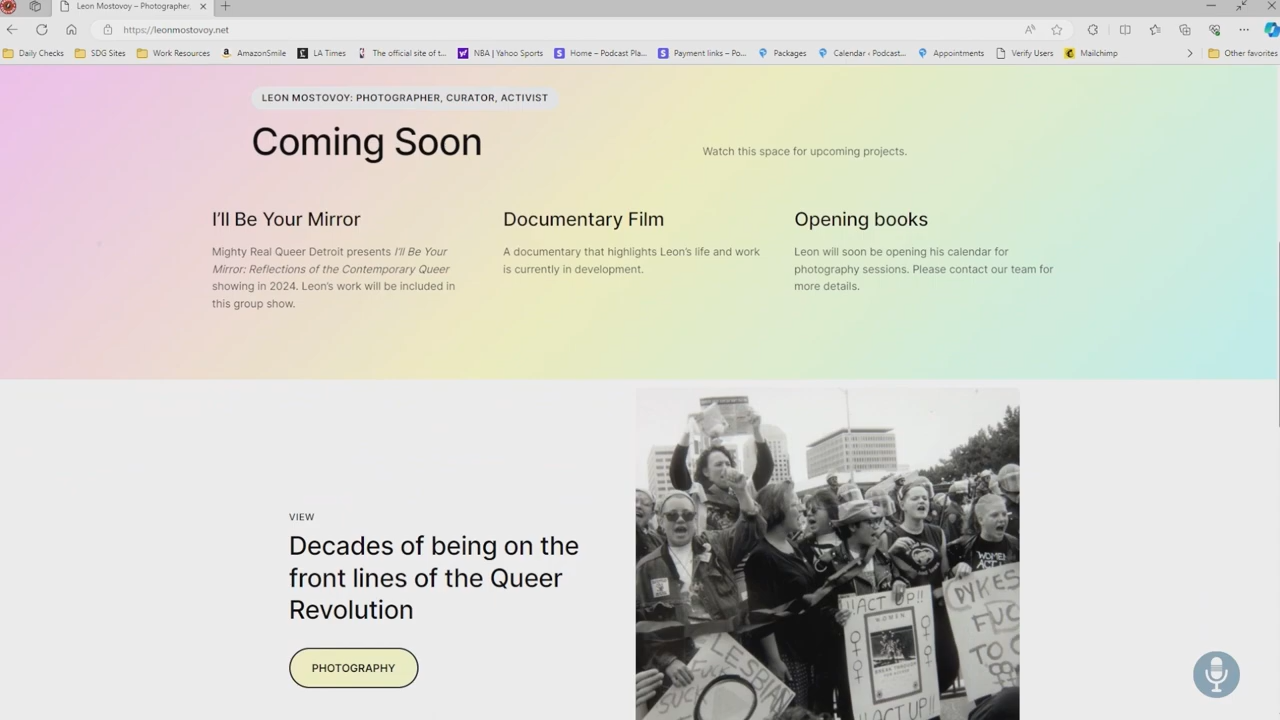 Leon Mostovoy – Photographer,
https://leonmostovoy.net
Daily Checks SDG Sites Work Resources AmazonSmile LA Times The official site of t... NBA | Yahoo Sports Home – Podcast Pla... Payment links – Po... Packages Calendar ‹ Podcast... Appointments Verify Users Mailchimp Other favorites
LEON MOSTOVOY: PHOTOGRAPHER, CURATOR, ACTIVIST
Coming Soon
Watch this space for upcoming projects.
I’ll Be Your Mirror
Mighty Real Queer Detroit presents I’ll Be Your
Mirror: Reflections of the Contemporary Queer
showing in 2024. Leon’s work will be included in
this group show.
Documentary Film
A documentary that highlights Leon’s life and work
is currently in development.
Opening books
Leon will soon be opening his calendar for
photography sessions. Please contact our team for
more details.
VIEW
Decades of being on the
front lines of the Queer
Revolution
PHOTOGRAPHY
!!ACT UP!!
WOMEN
!!ACT UP!!
DYKES
LESBIAN